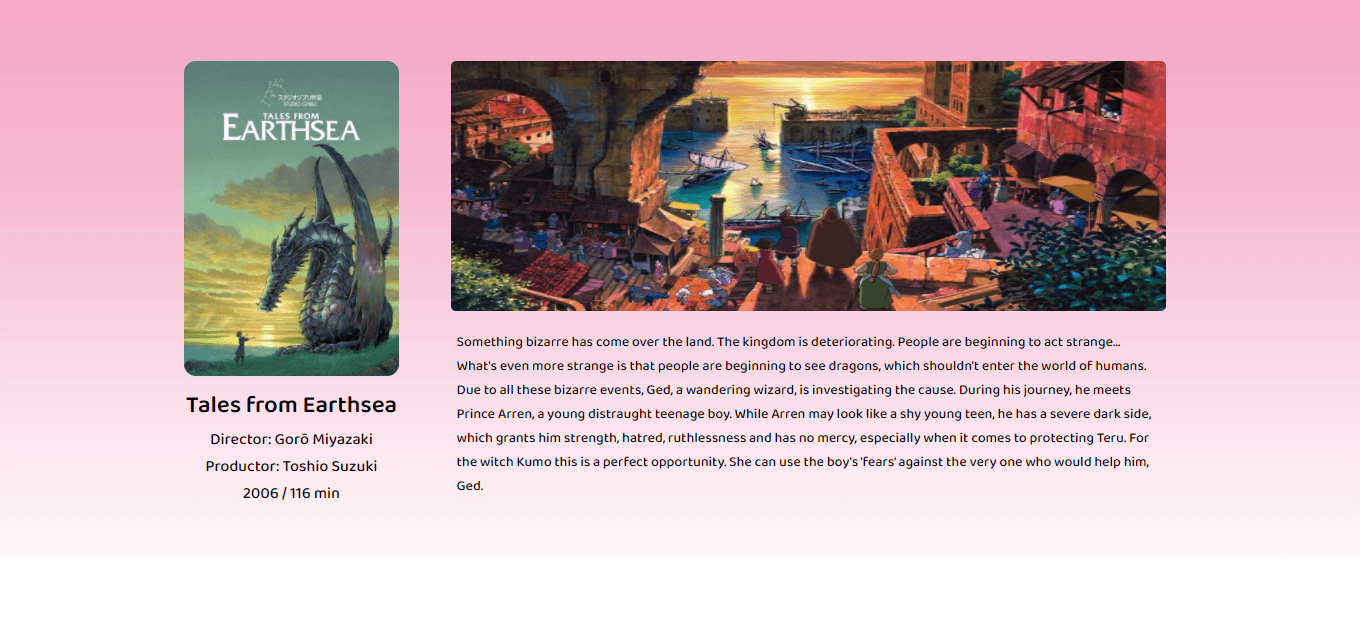 スタジオジブリ作品
STUDIO GHIBLI
TALES FROM
EARTHSEA
Tales from Earthsea
Director: Gorō Miyazaki
Productor: Toshio Suzuki
2006 / 116 min
Something bizarre has come over the land. The kingdom is deteriorating. People are beginning to act strange...
What's even more strange is that people are beginning to see dragons, which shouldn't enter the world of humans.
Due to all these bizarre events, Ged, a wandering wizard, is investigating the cause. During his journey, he meets
Prince Arren, a young distraught teenage boy. While Arren may look like a shy young teen, he has a severe dark side,
which grants him strength, hatred, ruthlessness and has no mercy, especially when it comes to protecting Teru. For
the witch Kumo this is a perfect opportunity. She can use the boy's 'fears' against the very one who would help him,
Ged.